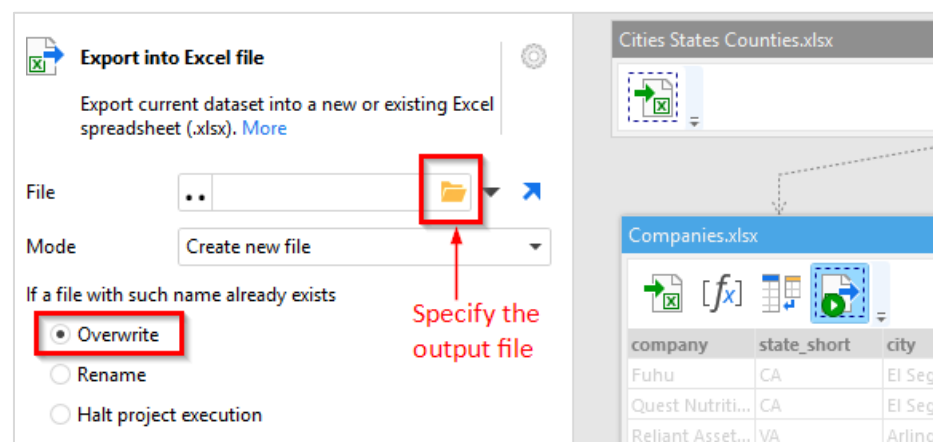 Export into Excel file
Export current dataset into a new or existing Excel
spreadsheet (.xlsx). More
File
..
Mode
Create new file
If a file with such name already exists
Overwrite
Rename
Halt project execution
Specify the
output file
Cities States Counties.xlsx
Companies.xlsx
[fx]
company state_short city
Fuhu CA El Seg
Quest Nutriti... CA El Seg
Reliant Asset... VA Arling